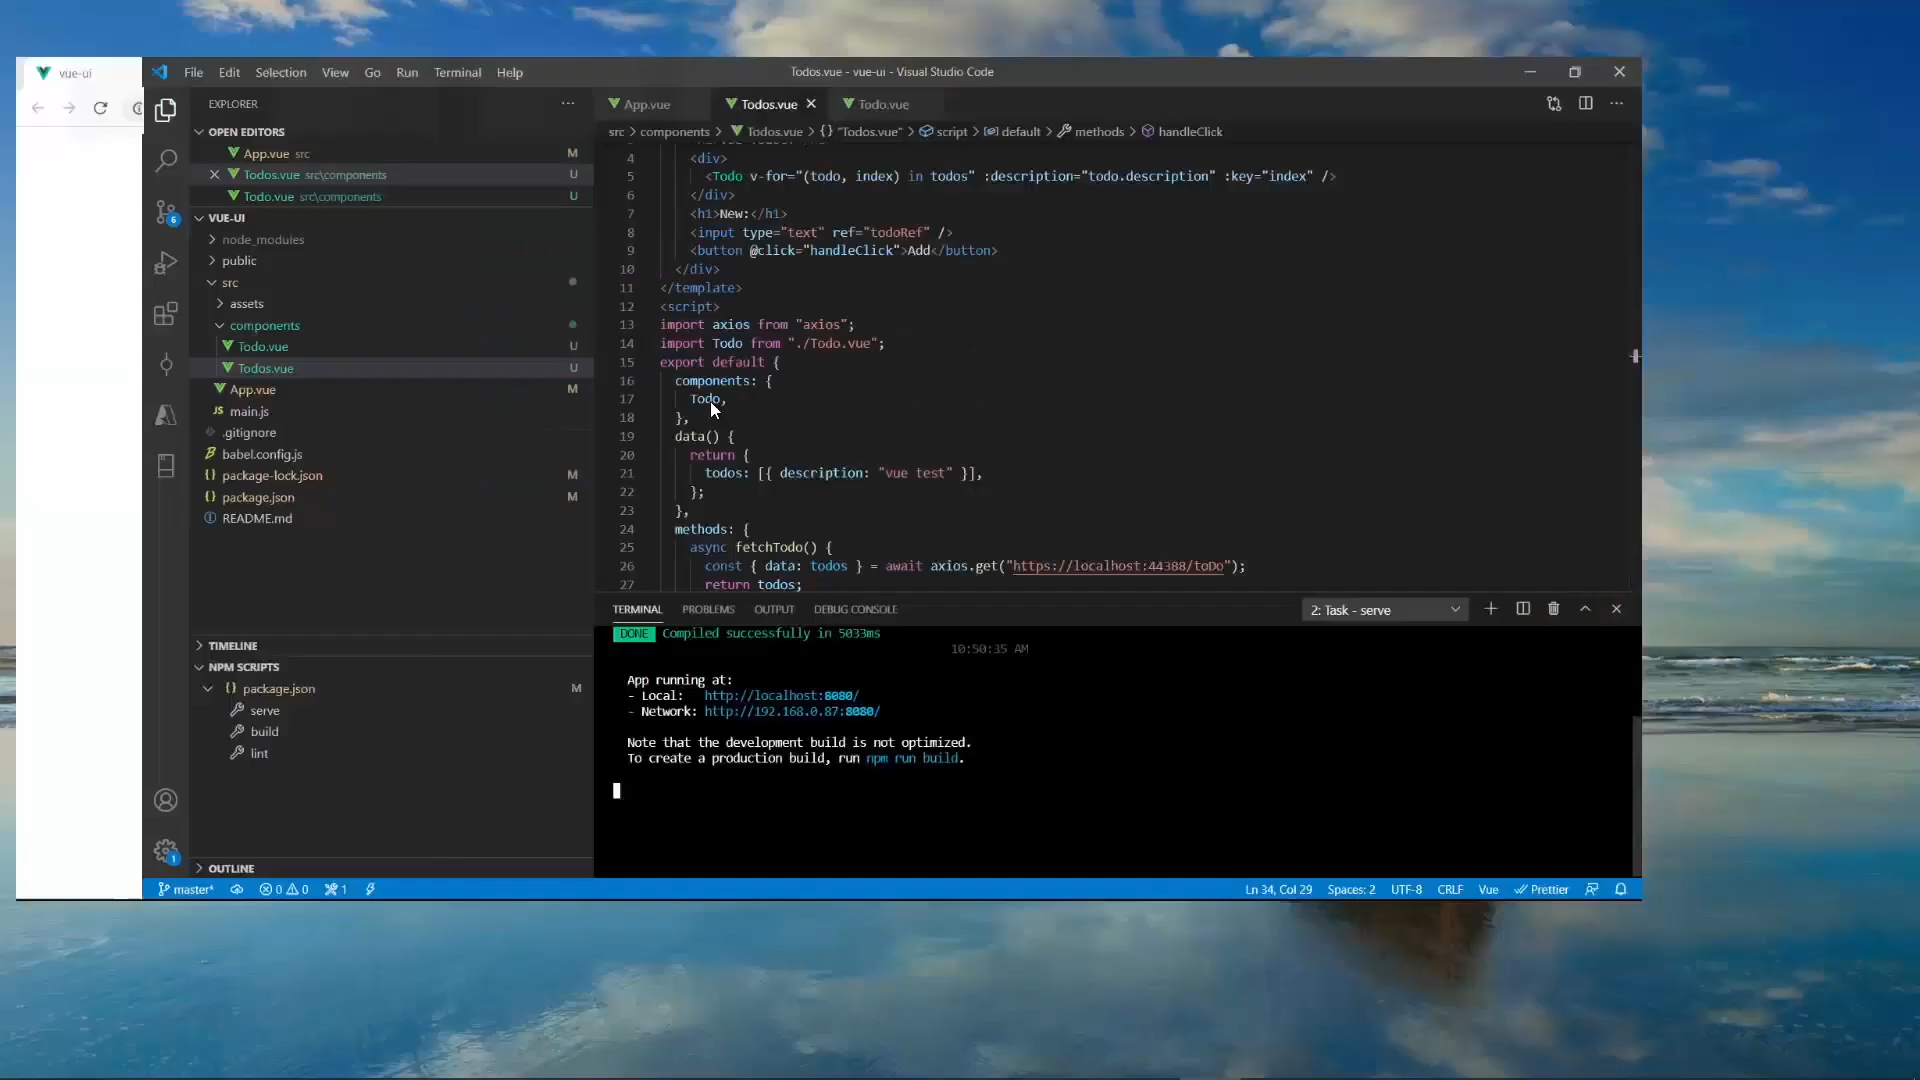 vue-ui
File Edit Selection View Go Run Terminal Help
Todos.vue - vue-ui - Visual Studio Code
EXPLORER
OPEN EDITORS
App.vue src M
Todos.vue src\components U
Todo.vue src\components U
VUE-UI
node_modules
public
src
assets
components
Todo.vue U
Todos.vue U
App.vue M
JS main.js
.gitignore
babel.config.js
package-lock.json M
package.json M
README.md
TIMELINE
NPM SCRIPTS
package.json M
serve
build
lint
OUTLINE
6
1
App.vue Todos.vue Todo.vue
src > components > Todos.vue > {} "Todos.vue" > script > default > methods > handleClick
4 <div>
5 <Todo v-for="(todo, index) in todos" :description="todo.description" :key="index" />
6 </div>
7 <h1>New:</h1>
8 <input type="text" ref="todoRef" />
9 <button @click="handleClick">Add</button>
10 </div>
11 </template>
12 <script>
13 import axios from "axios";
14 import Todo from "./Todo.vue";
15 export default {
16 components: {
17 Todo,
18 },
19 data() {
20 return {
21 todos: [{ description: "vue test" }],
22 };
23 },
24 methods: {
25 async fetchTodo() {
26 const { data: todos } = await axios.get("https://localhost:44388/toDo");
27 return todos;
TERMINAL PROBLEMS OUTPUT DEBUG CONSOLE 2: Task - serve
DONE Compiled successfully in 5033ms
10:50:35 AM
App running at:
- Local: http://localhost:8080/
- Network: http://192.168.0.87:8080/
Note that the development build is not optimized.
To create a production build, run npm run build.
master* 0 0 1 Ln 34, Col 29 Spaces: 2 UTF-8 CRLF Vue Prettier